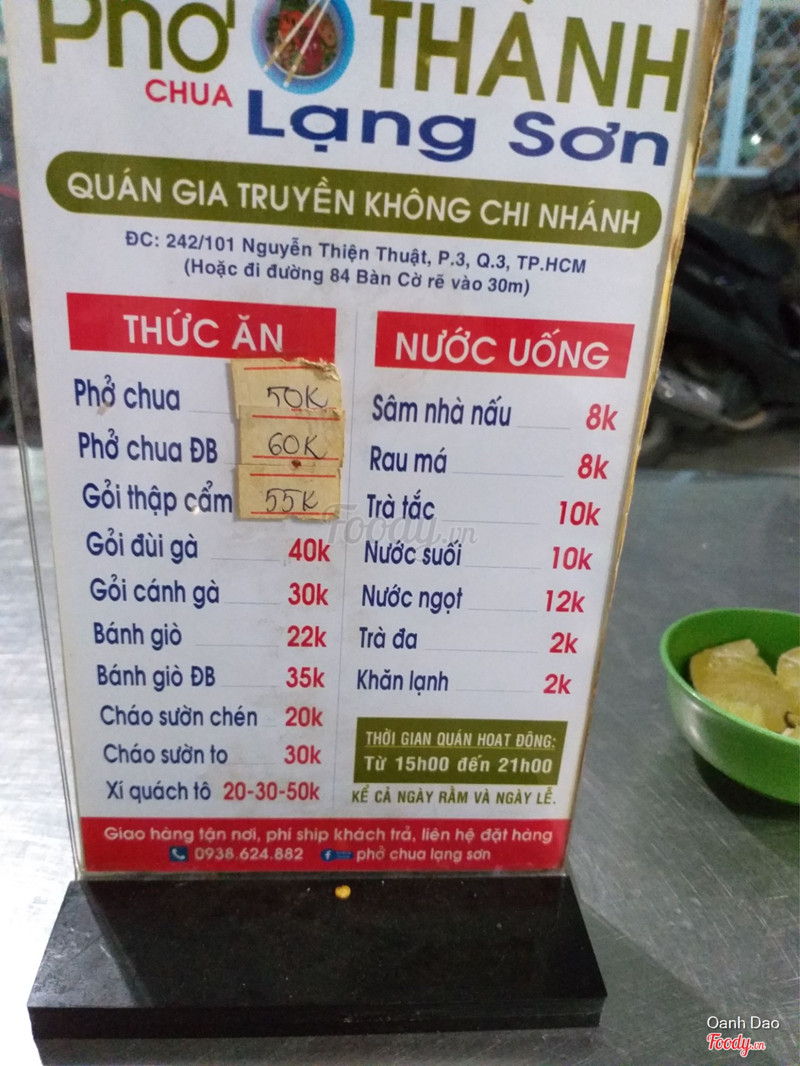 Phở THÀNH
CHUA
Lạng Sơn
QUÁN GIA TRUYỀN KHÔNG CHI NHÁNH
ĐC: 242/101 Nguyễn Thiện Thuật, P.3, Q.3, TP.HCM
(Hoặc đi đường 84 Bàn Cờ rẽ vào 30m)
THỨC ĂN
Phở chua 50K
Phở chua ĐB 60K
Gỏi thập cẩm 55K
Gỏi đùi gà 40k
Gỏi cánh gà 30k
Bánh giò 22k
Bánh giò ĐB 35k
Cháo sườn chén 20k
Cháo sườn to 30k
Xí quách tô 20-30-50k
NƯỚC UỐNG
Sâm nhà nấu 8k
Rau má 8k
Trà tắc 10k
Nước suối 10k
Nước ngọt 12k
Trà đa 2k
Khăn lạnh 2k
THỜI GIAN QUÁN HOẠT ĐỘNG:
Từ 15h00 đến 21h00
KỂ CẢ NGÀY RẰM VÀ NGÀY LỄ.
Giao hàng tận nơi, phí ship khách trả, liên hệ đặt hàng
0938.624.882 phở chua lạng sơn
Foody.vn
Oanh Dao
Foody.vn